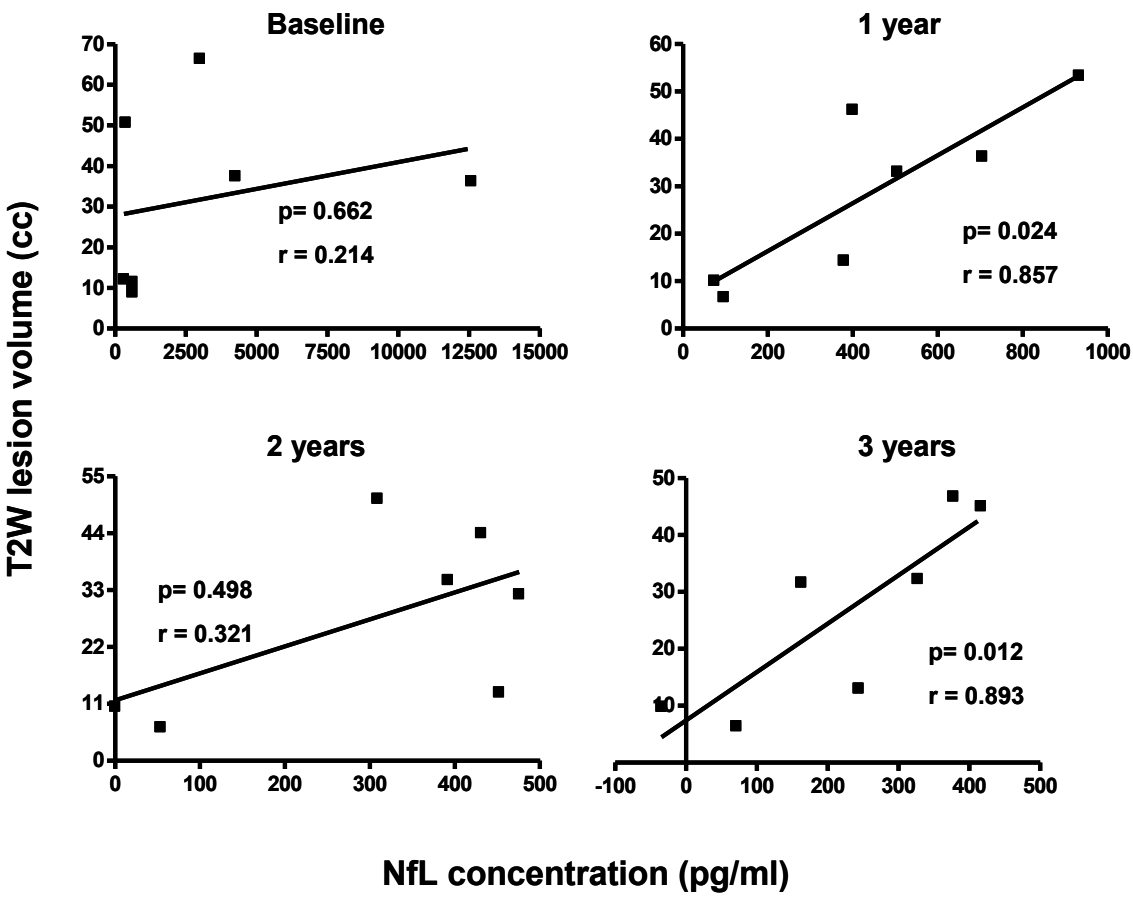 T2W lesion volume (cc)
Baseline
70
60
50
40
30
20
10
0
p= 0.662
r = 0.214
0 2500 5000 7500 10000 12500 15000
1 year
60
50
40
30
20
10
0
p= 0.024
r = 0.857
0 200 400 600 800 1000
2 years
55
44
33
22
11
0
p= 0.498
r = 0.321
0 100 200 300 400 500
3 years
50
40
30
20
10
p= 0.012
r = 0.893
-100 0 100 200 300 400 500
NfL concentration (pg/ml)